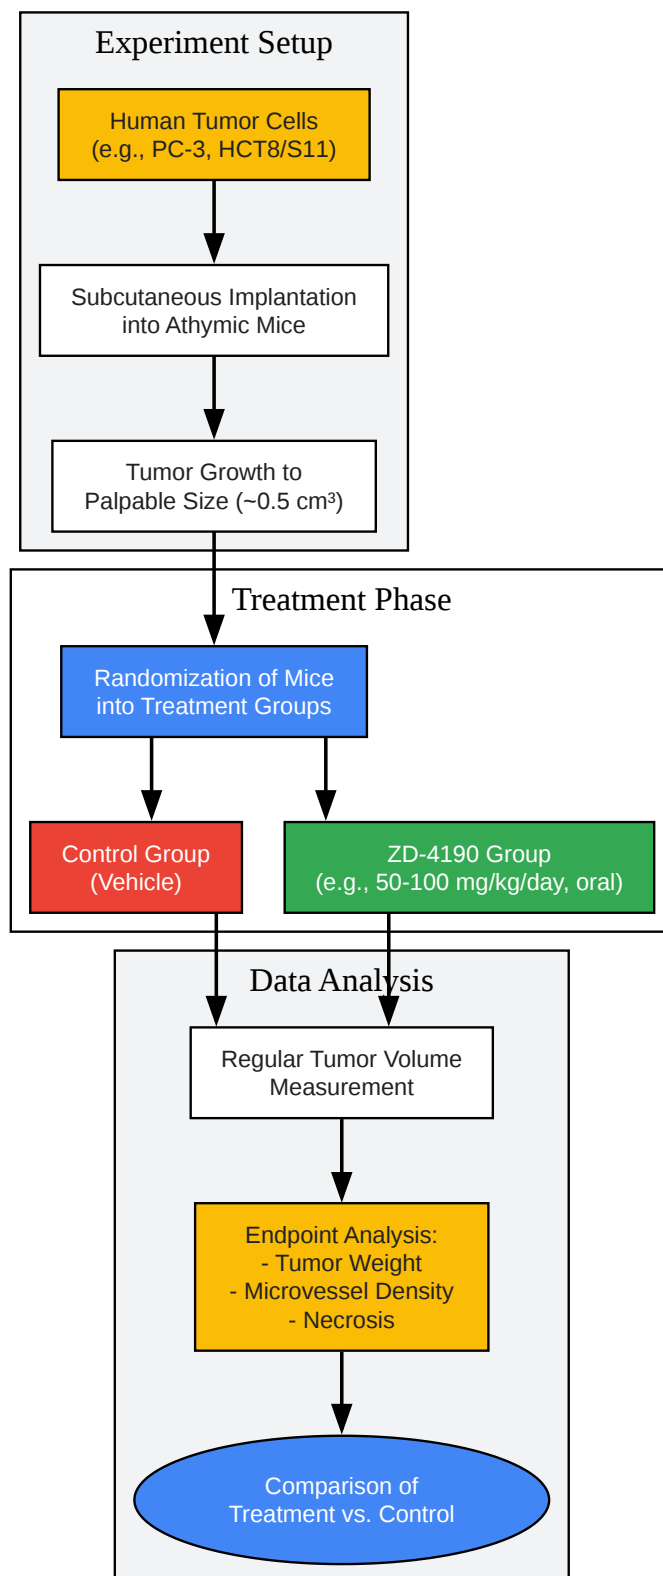 Experiment Setup
Human Tumor Cells
(e.g., PC-3, HCT8/S11)
Subcutaneous Implantation
into Athymic Mice
Tumor Growth to
Palpable Size (~0.5 cm³)
Treatment Phase
Randomization of Mice
into Treatment Groups
Control Group
(Vehicle)
ZD-4190 Group
(e.g., 50-100 mg/kg/day, oral)
Data Analysis
Regular Tumor Volume
Measurement
Endpoint Analysis:
- Tumor Weight
- Microvessel Density
- Necrosis
Comparison of
Treatment vs. Control